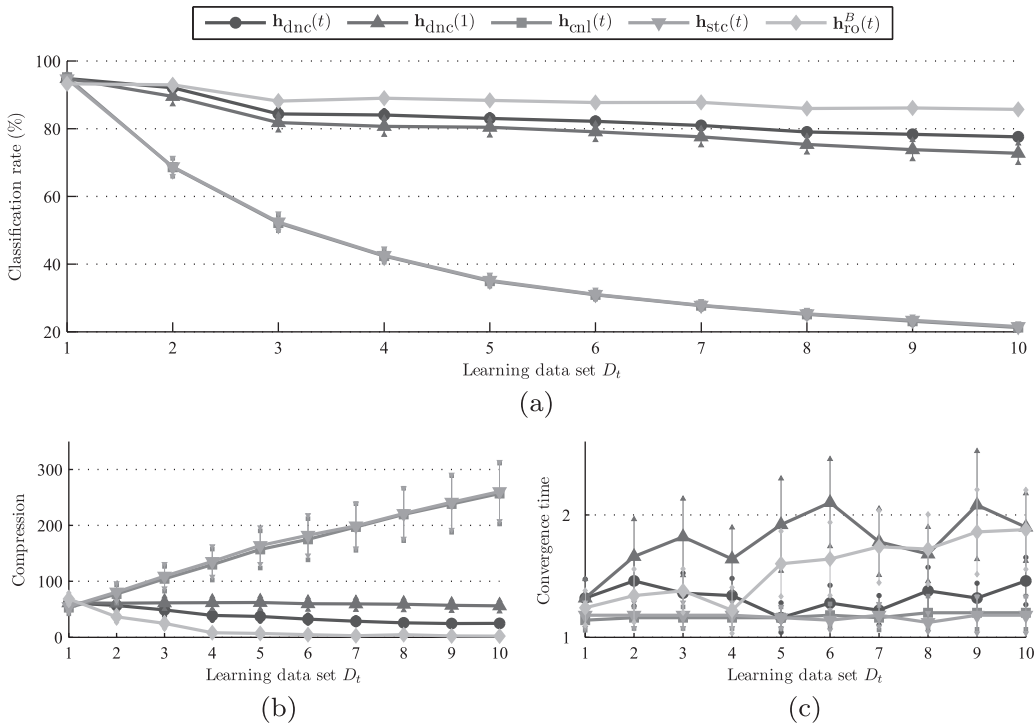 h_dnc(t) h_dnc(1) h_cnl(t) h_stc(t) h_ro^B(t)
100
80
60
40
20
Classification rate (%)
1 2 3 4 5 6 7 8 9 10
Learning data set D_t
(a)
300
200
100
0
Compression
1 2 3 4 5 6 7 8 9 10
Learning data set D_t
(b)
2
1
Convergence time
1 2 3 4 5 6 7 8 9 10
Learning data set D_t
(c)